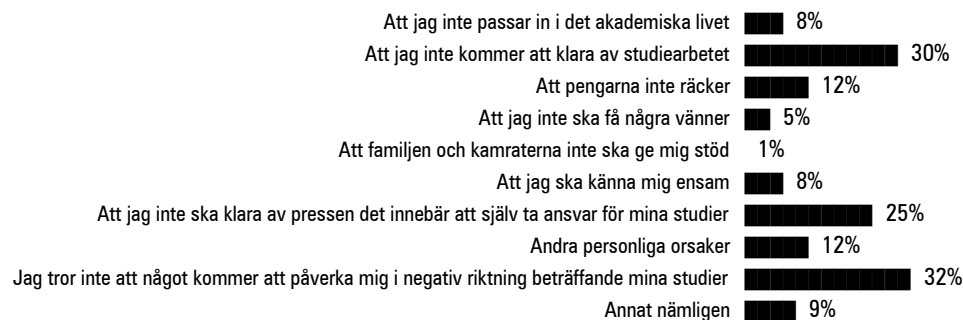 Att jag inte passar in i det akademiska livet 8%
Att jag inte kommer att klara av studiearbetet 30%
Att pengarna inte räcker 12%
Att jag inte ska få några vänner 5%
Att familjen och kamraterna inte ska ge mig stöd 1%
Att jag ska känna mig ensam 8%
Att jag inte ska klara av pressen det innebär att själv ta ansvar för mina studier 25%
Andra personliga orsaker 12%
Jag tror inte att något kommer att påverka mig i negativ riktning beträffande mina studier 32%
Annat nämligen 9%